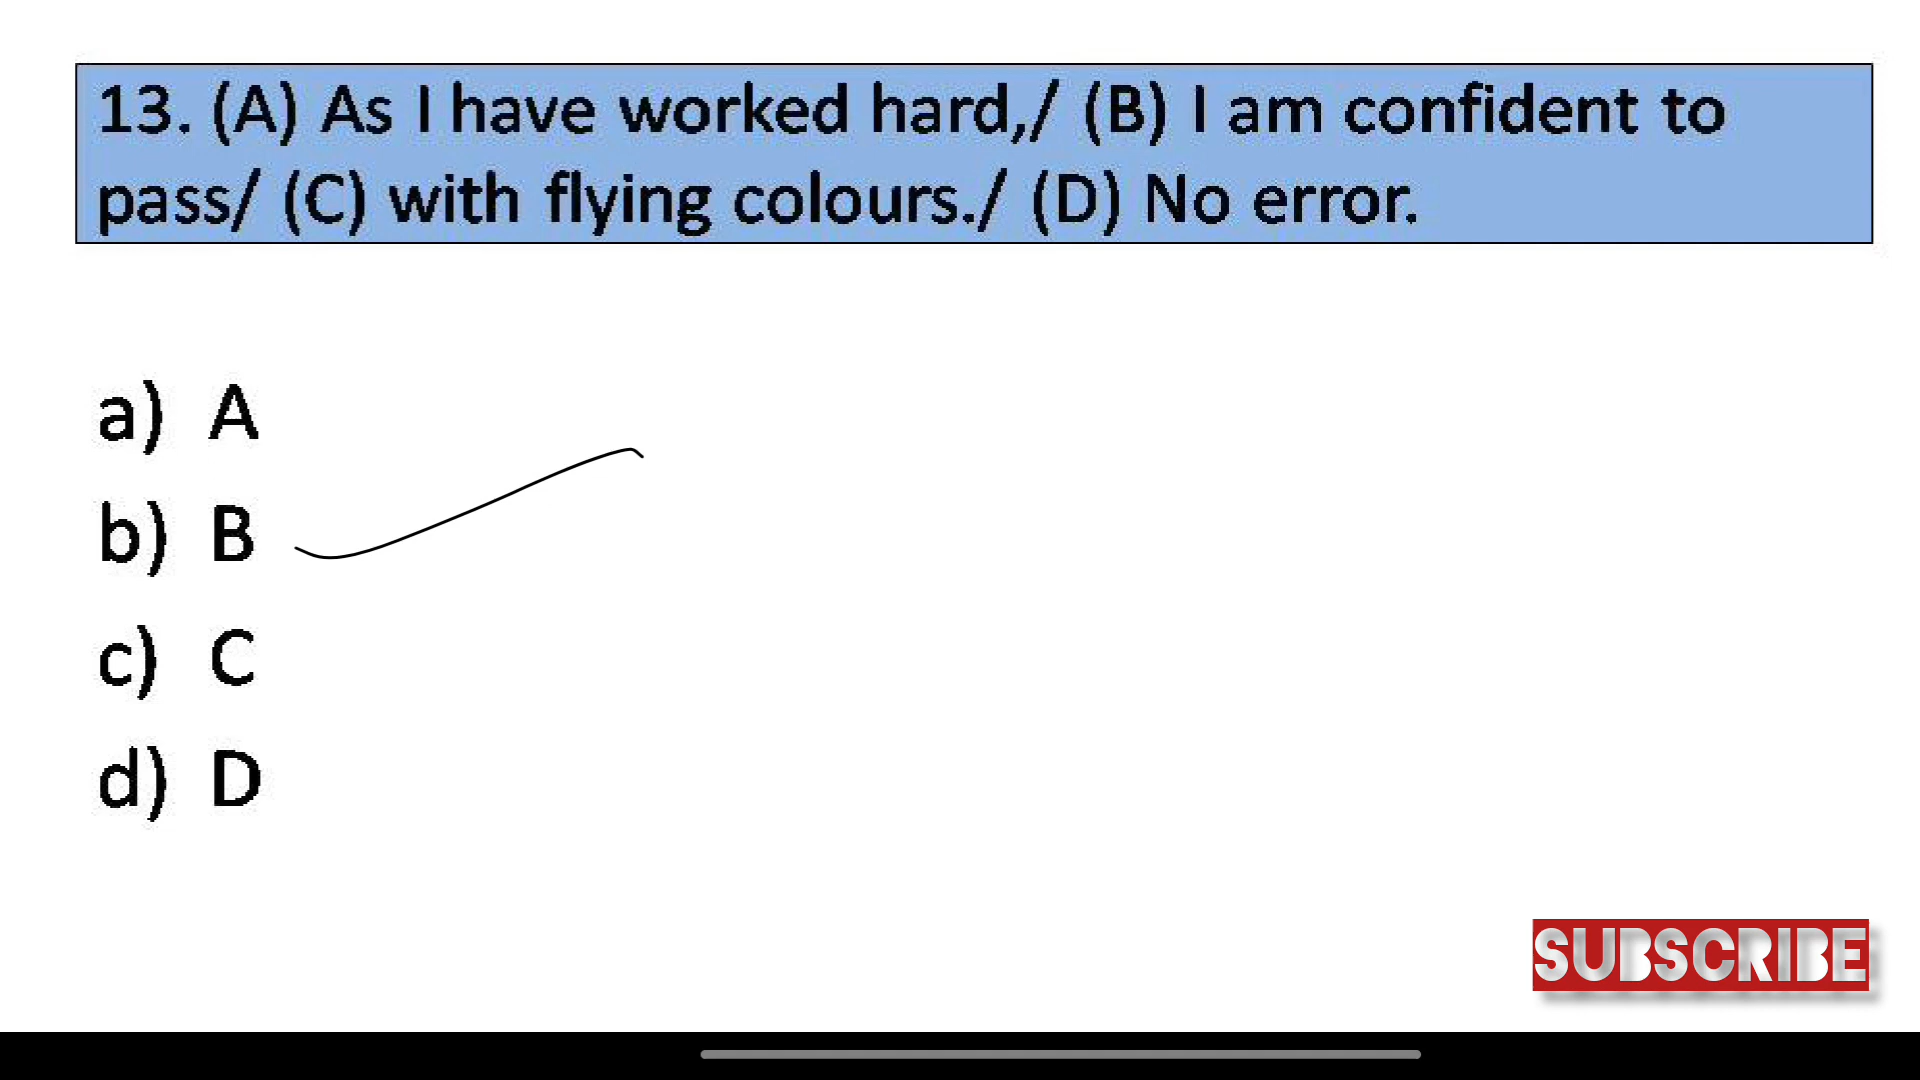 13. (A) As I have worked hard,/ (B) I am confident to
pass/ (C) with flying colours./ (D) No error.
a) A
b) B
c) C
d) D
SUBSCRIBE